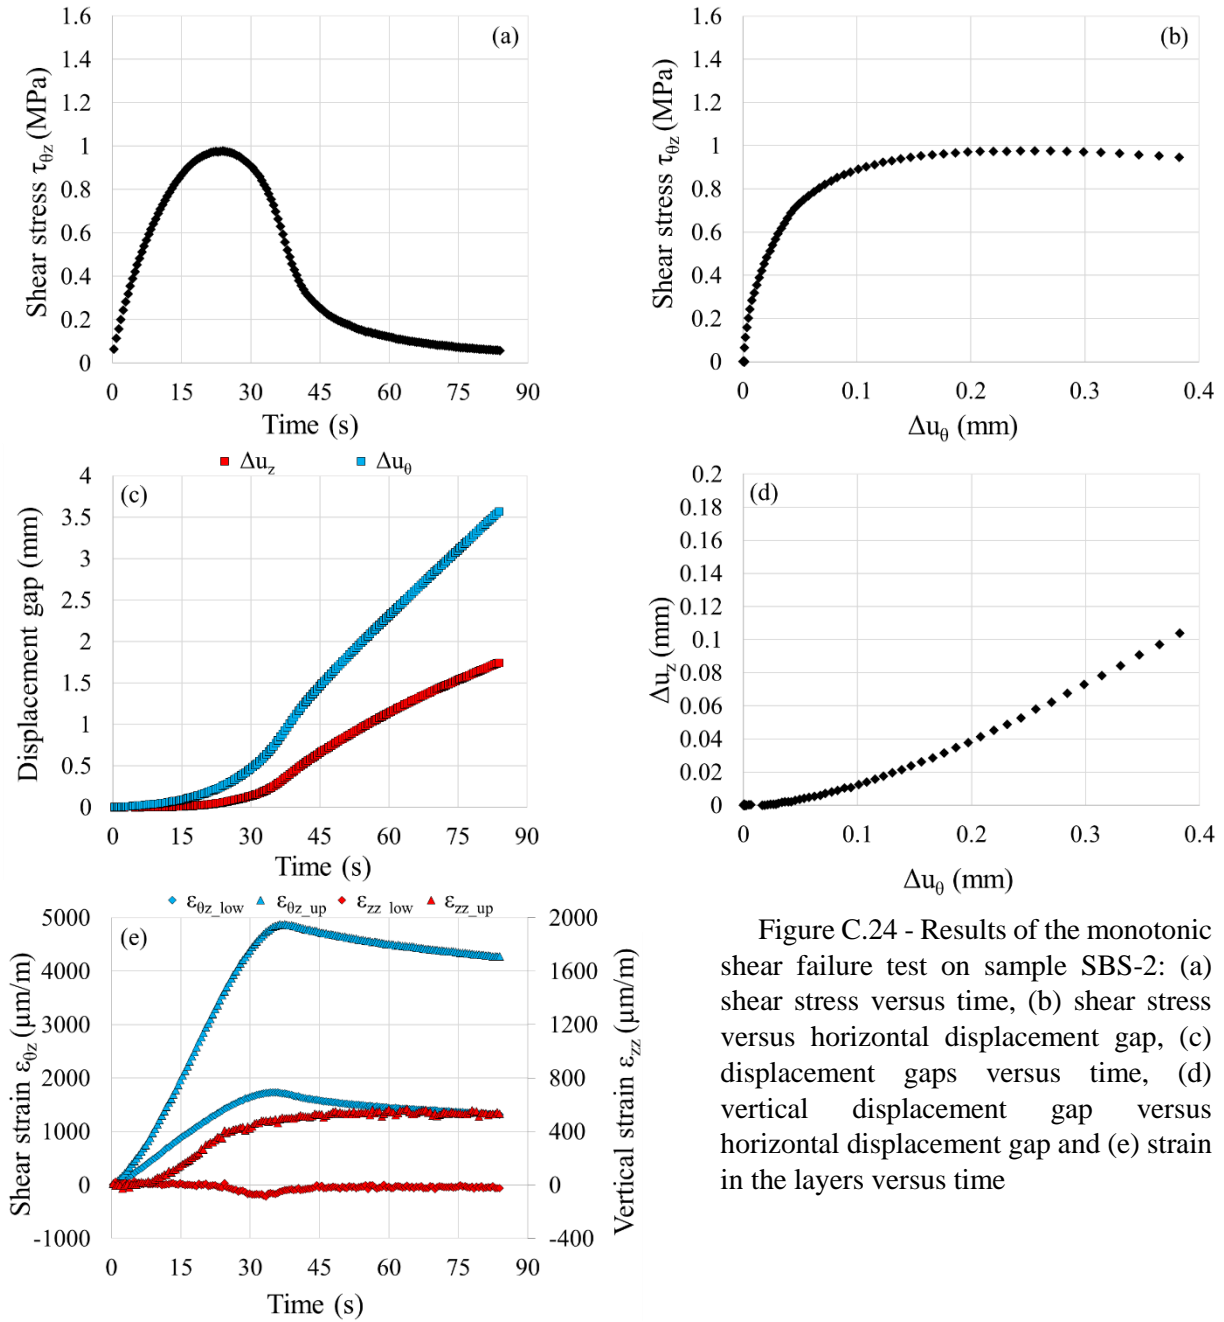 (a)
Shear stress τθz (MPa)
1.6
1.4
1.2
1
0.8
0.6
0.4
0.2
0
0 15 30 45 60 75 90
Time (s)
(b)
Shear stress τθz (MPa)
1.6
1.4
1.2
1
0.8
0.6
0.4
0.2
0
0 0.1 0.2 0.3 0.4
Δuθ (mm)
Δuz Δuθ
(c)
Displacement gap (mm)
4
3.5
3
2.5
2
1.5
1
0.5
0
0 15 30 45 60 75 90
Time (s)
(d)
Δuz (mm)
0.2
0.18
0.16
0.14
0.12
0.1
0.08
0.06
0.04
0.02
0
0 0.1 0.2 0.3 0.4
Δuθ (mm)
εθz_low εθz_up εzz_low εzz_up
(e)
Shear strain εθz (µm/m)
5000
4000
3000
2000
1000
0
-1000
2000
1600
1200
800
400
0
-400
Vertical strain εzz (µm/m)
0 15 30 45 60 75 90
Time (s)
Figure C.24 - Results of the monotonic
shear failure test on sample SBS-2: (a)
shear stress versus time, (b) shear stress
versus horizontal displacement gap, (c)
displacement gaps versus time, (d)
vertical displacement gap versus
horizontal displacement gap and (e) strain
in the layers versus time